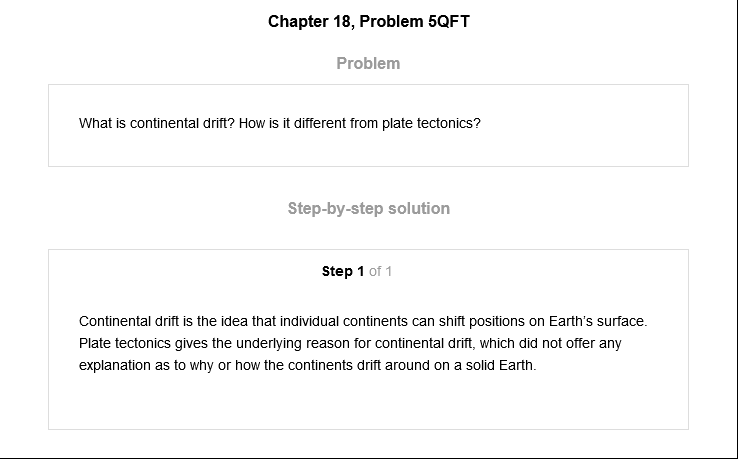 Chapter 18, Problem 5QFT
Problem
What is continental drift? How is it different from plate tectonics?
Step-by-step solution
Step 1 of 1
Continental drift is the idea that individual continents can shift positions on Earth's surface.
Plate tectonics gives the underlying reason for continental drift, which did not offer any
explanation as to why or how the continents drift around on a solid Earth.